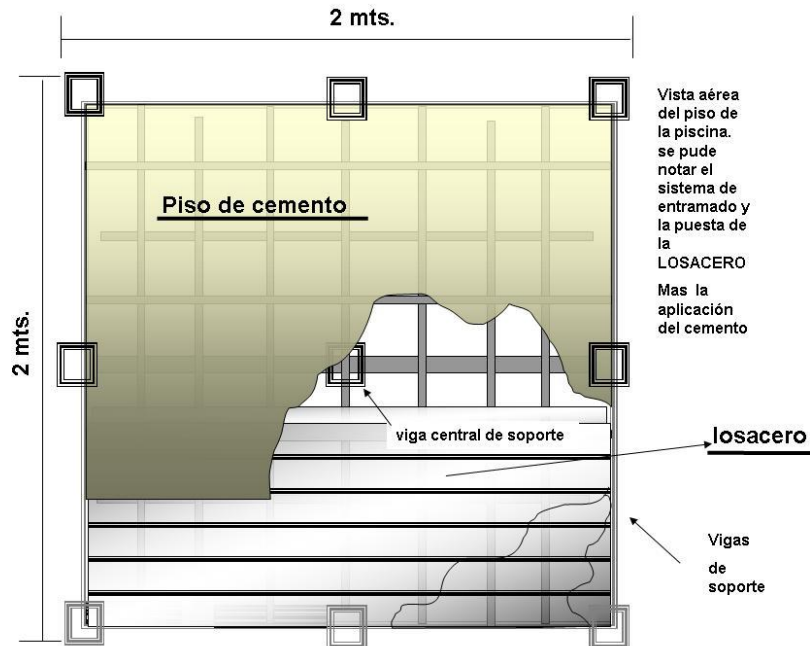 2 mts.
2 mts.
Vista aérea
del piso de
la piscina.
se pude
notar el
sistema de
entramado y
la puesta de
la
LOSACERO
Mas la
aplicación
del cemento
Piso de cemento
viga central de soporte
losacero
Vigas
de
soporte